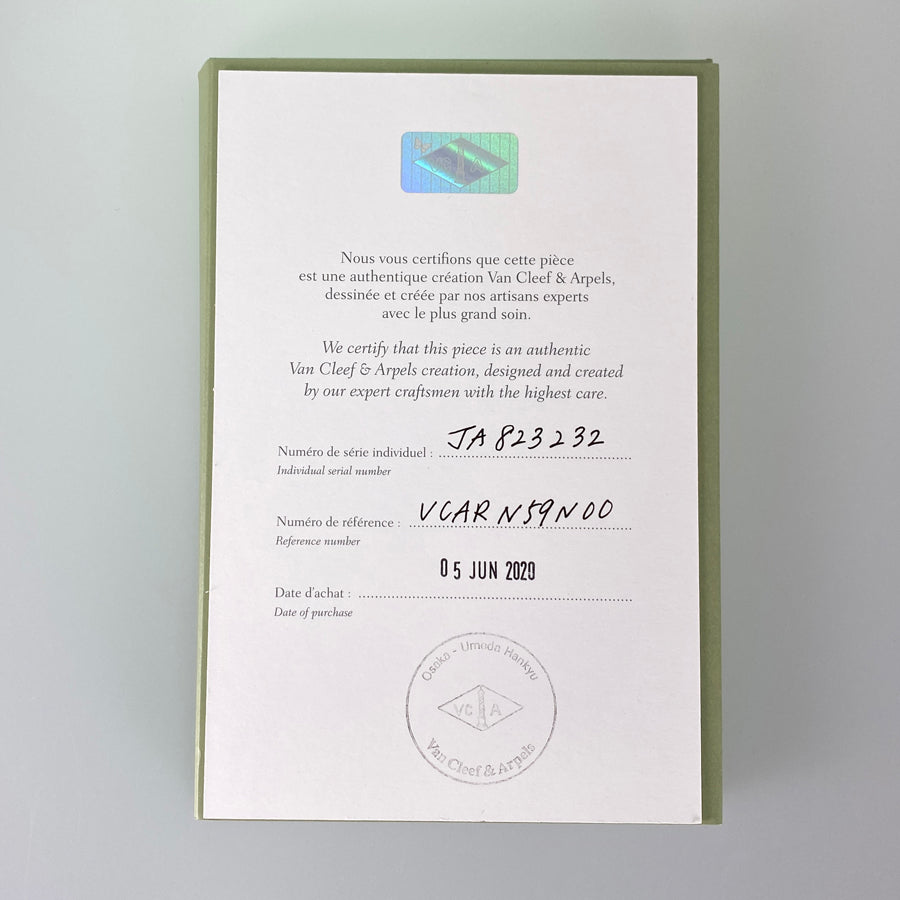 VC A
Nous vous certifions que cette pièce
est une authentique création Van Cleef & Arpels,
dessinée et créée par nos artisans experts
avec le plus grand soin.
We certify that this piece is an authentic
Van Cleef & Arpels creation, designed and created
by our expert craftsmen with the highest care.
Numéro de série individuel : JA823232
Individual serial number
Numéro de référence : VCARN59N00
Reference number
05 JUN 2020
Date d'achat :
Date of purchase
Osaka - Umeda Hankyu
VC A
Van Cleef & Arpels